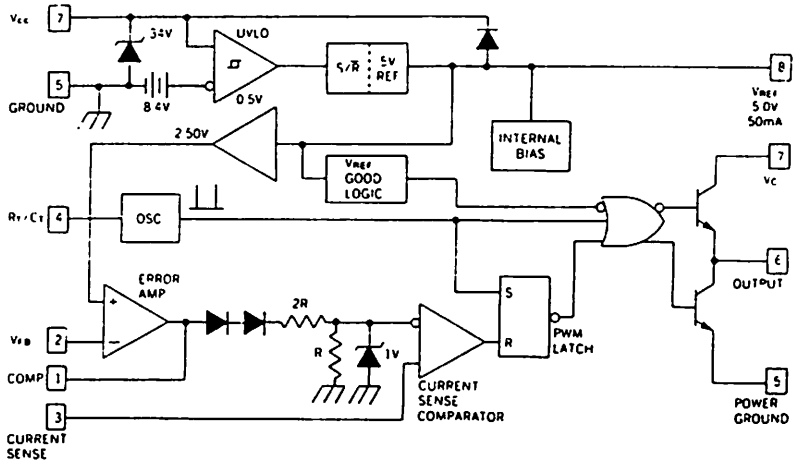 Vcc 7
34V
UVLO
S/R̅
5V
REF
8
5
GROUND
8.4V
0.5V
VREF
5.0V
50mA
2.50V
INTERNAL
BIAS
VREF
GOOD
LOGIC
7
VC
RT/CT 4
OSC
6
OUTPUT
ERROR
AMP
+
−
2R
S
R
PWM
LATCH
VFB 2
R
1V
COMP 1
CURRENT
SENSE
COMPARATOR
5
POWER
GROUND
3
CURRENT
SENSE